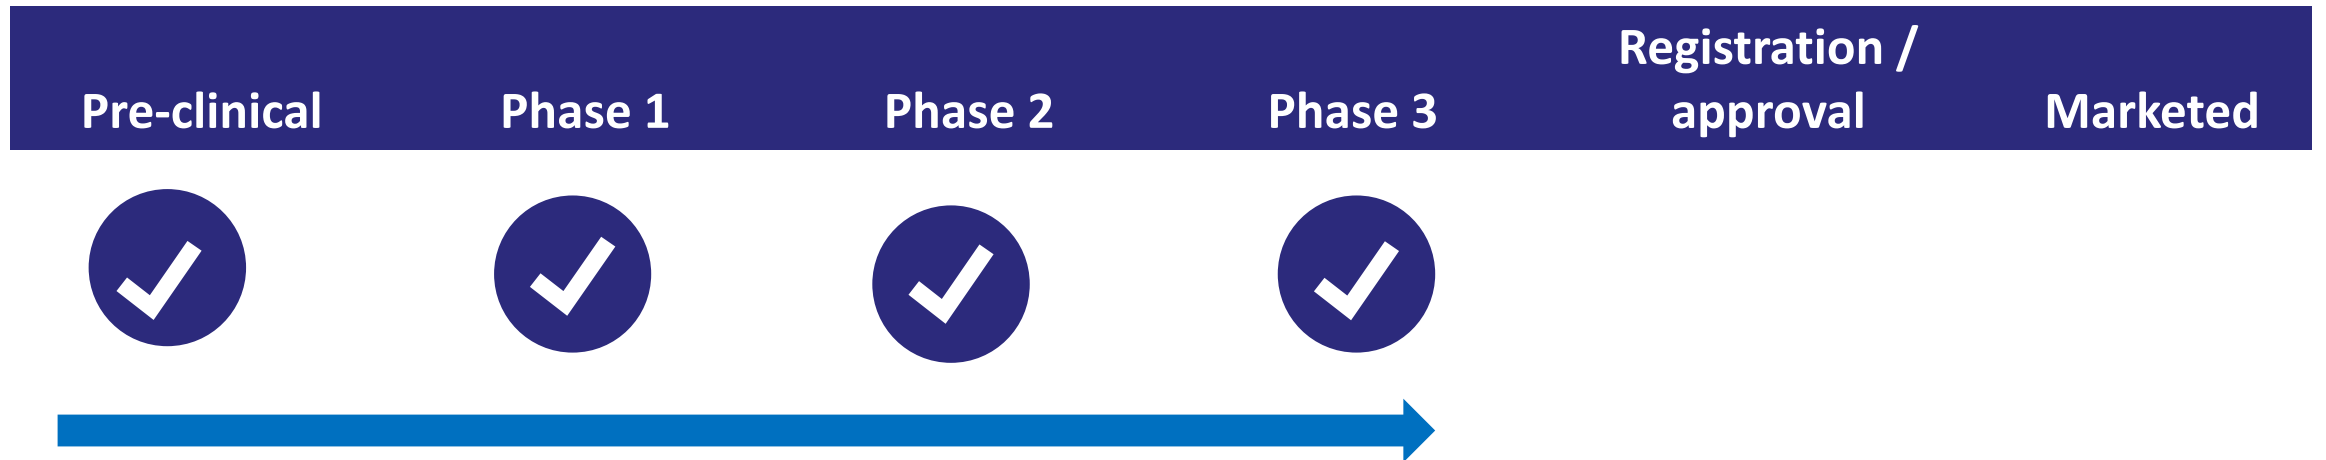 Pre-clinical
Phase 1
Phase 2
Phase 3
Registration /
approval
Marketed